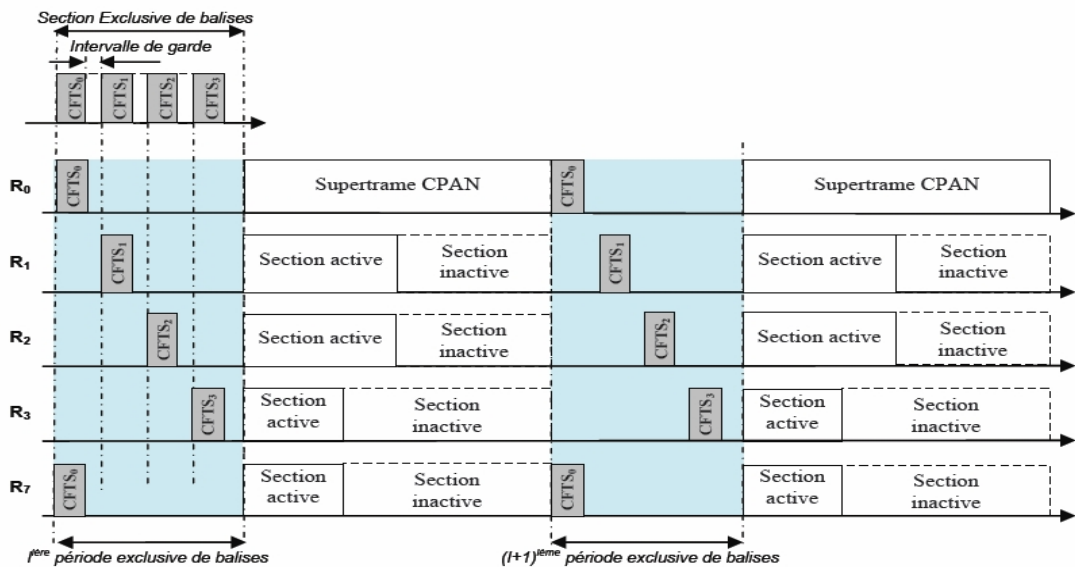 Section Exclusive de balises
Intervalle de garde
CFTS0 CFTS1 CFTS2 CFTS3
R0 CFTS0 Supertrame CPAN CFTS0 Supertrame CPAN
R1 CFTS1 Section active Section inactive CFTS1 Section active Section inactive
R2 CFTS2 Section active Section inactive CFTS2 Section active Section inactive
R3 CFTS3 Section active Section inactive CFTS3 Section active Section inactive
R7 CFTS0 Section active Section inactive CFTS0 Section active Section inactive
I^ière période exclusive de balises (I+1)^ième période exclusive de balises